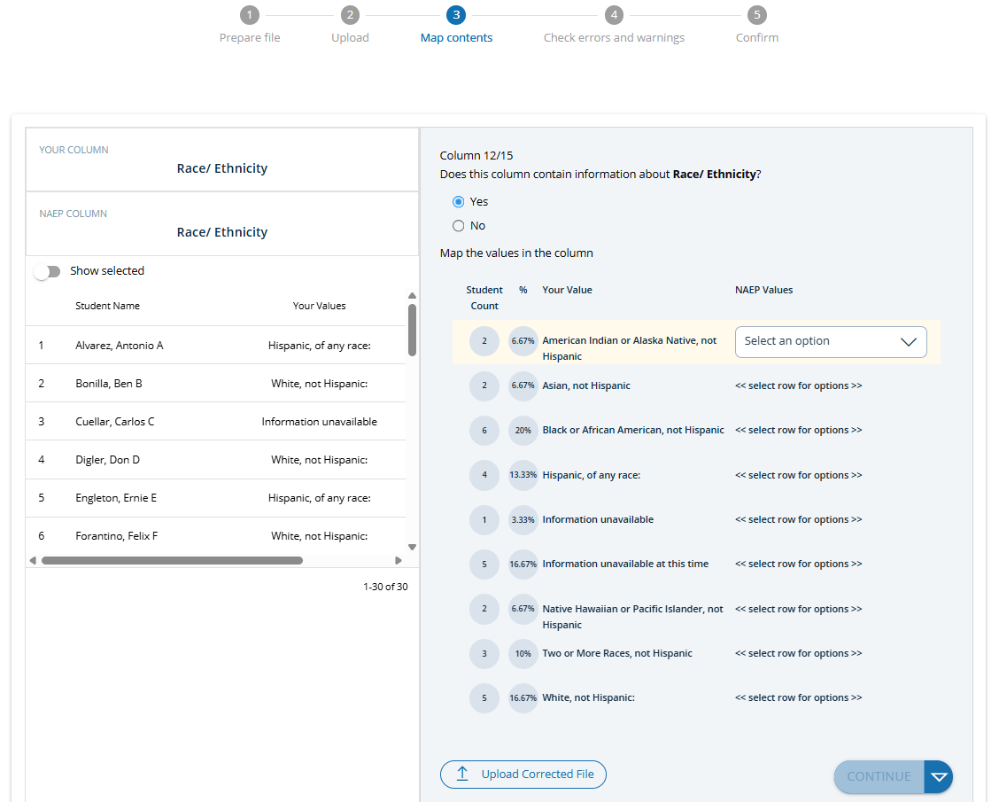 1 2 3 4 5
Prepare file Upload Map contents Check errors and warnings Confirm
YOUR COLUMN
Race/ Ethnicity
NAEP COLUMN
Race/ Ethnicity
Show selected
Student Name Your Values
1 Alvarez, Antonio A Hispanic, of any race:
2 Bonilla, Ben B White, not Hispanic:
3 Cuellar, Carlos C Information unavailable
4 Digler, Don D White, not Hispanic:
5 Engleton, Ernie E Hispanic, of any race:
6 Forantino, Felix F White, not Hispanic:
1-30 of 30
Column 12/15
Does this column contain information about Race/ Ethnicity?
Yes
No
Map the values in the column
Student Count % Your Value NAEP Values
2 6.67% American Indian or Alaska Native, not Hispanic Select an option
2 6.67% Asian, not Hispanic << select row for options >>
6 20% Black or African American, not Hispanic << select row for options >>
4 13.33% Hispanic, of any race: << select row for options >>
1 3.33% Information unavailable << select row for options >>
5 16.67% Information unavailable at this time << select row for options >>
2 6.67% Native Hawaiian or Pacific Islander, not Hispanic << select row for options >>
3 10% Two or More Races, not Hispanic << select row for options >>
5 16.67% White, not Hispanic: << select row for options >>
Upload Corrected File
CONTINUE